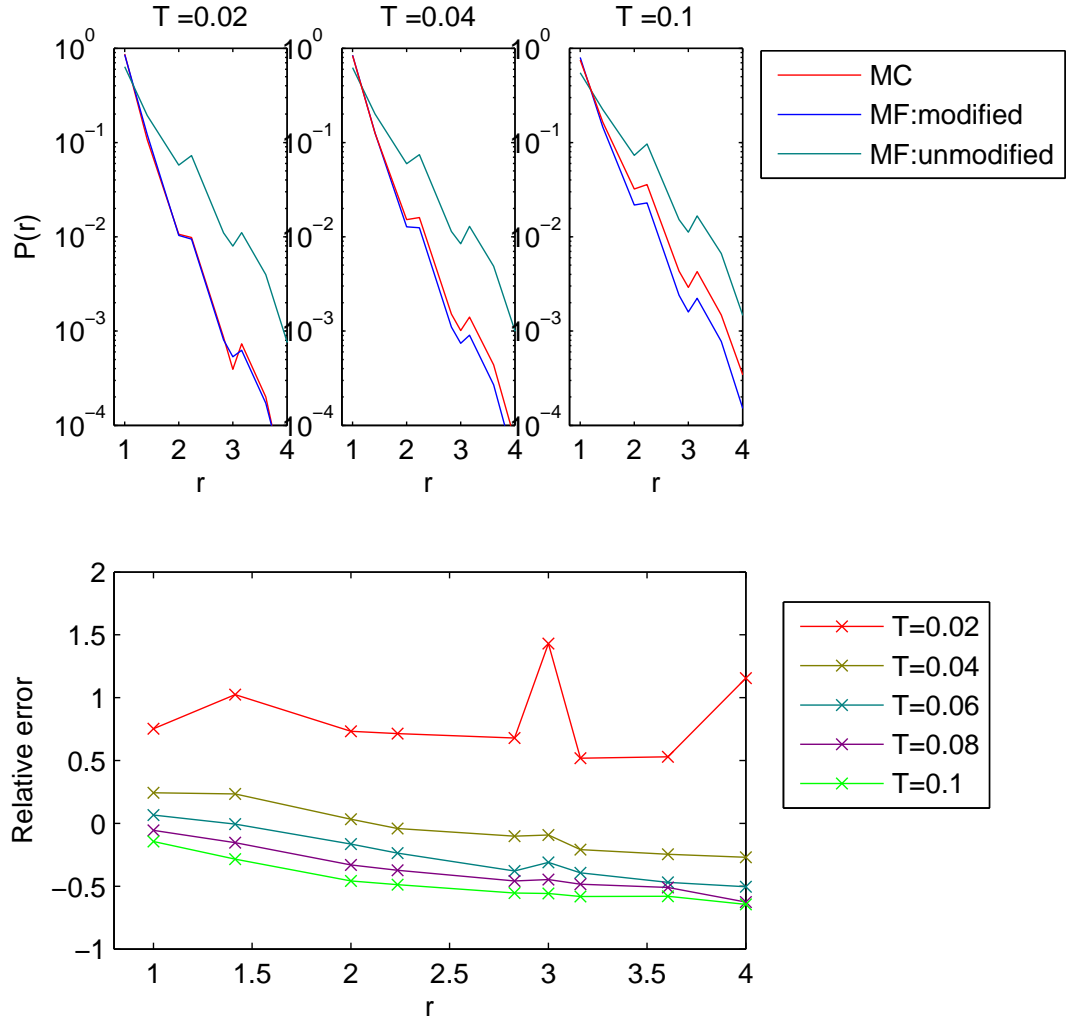 T =0.02
T =0.04
T =0.1
10^0
10^−1
10^−2
10^−3
10^−4
P(r)
1 2 3 4
r
10^0
10^−1
10^−2
10^−3
10^−4
1 2 3 4
r
10^0
10^−1
10^−2
10^−3
10^−4
1 2 3 4
r
MC
MF:modified
MF:unmodified
2
1.5
1
0.5
0
−0.5
−1
Relative error
1 1.5 2 2.5 3 3.5 4
r
T=0.02
T=0.04
T=0.06
T=0.08
T=0.1